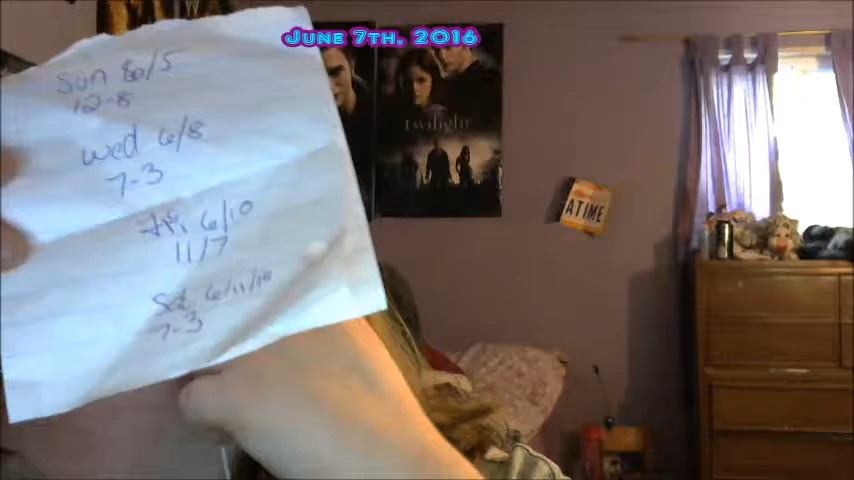 June 7th. 2016
Sun 6/5
12-8
Wed 6/8
7-3
Fri 6/10
11/7
Sat 6/11/
7-3
twilight
ATIME